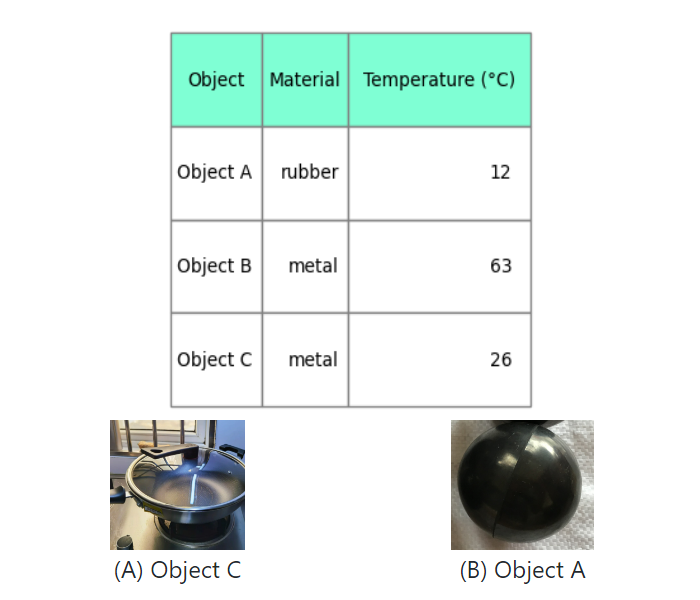 Object Material Temperature (°C)
Object A rubber 12
Object B metal 63
Object C metal 26
(A) Object C
(B) Object A